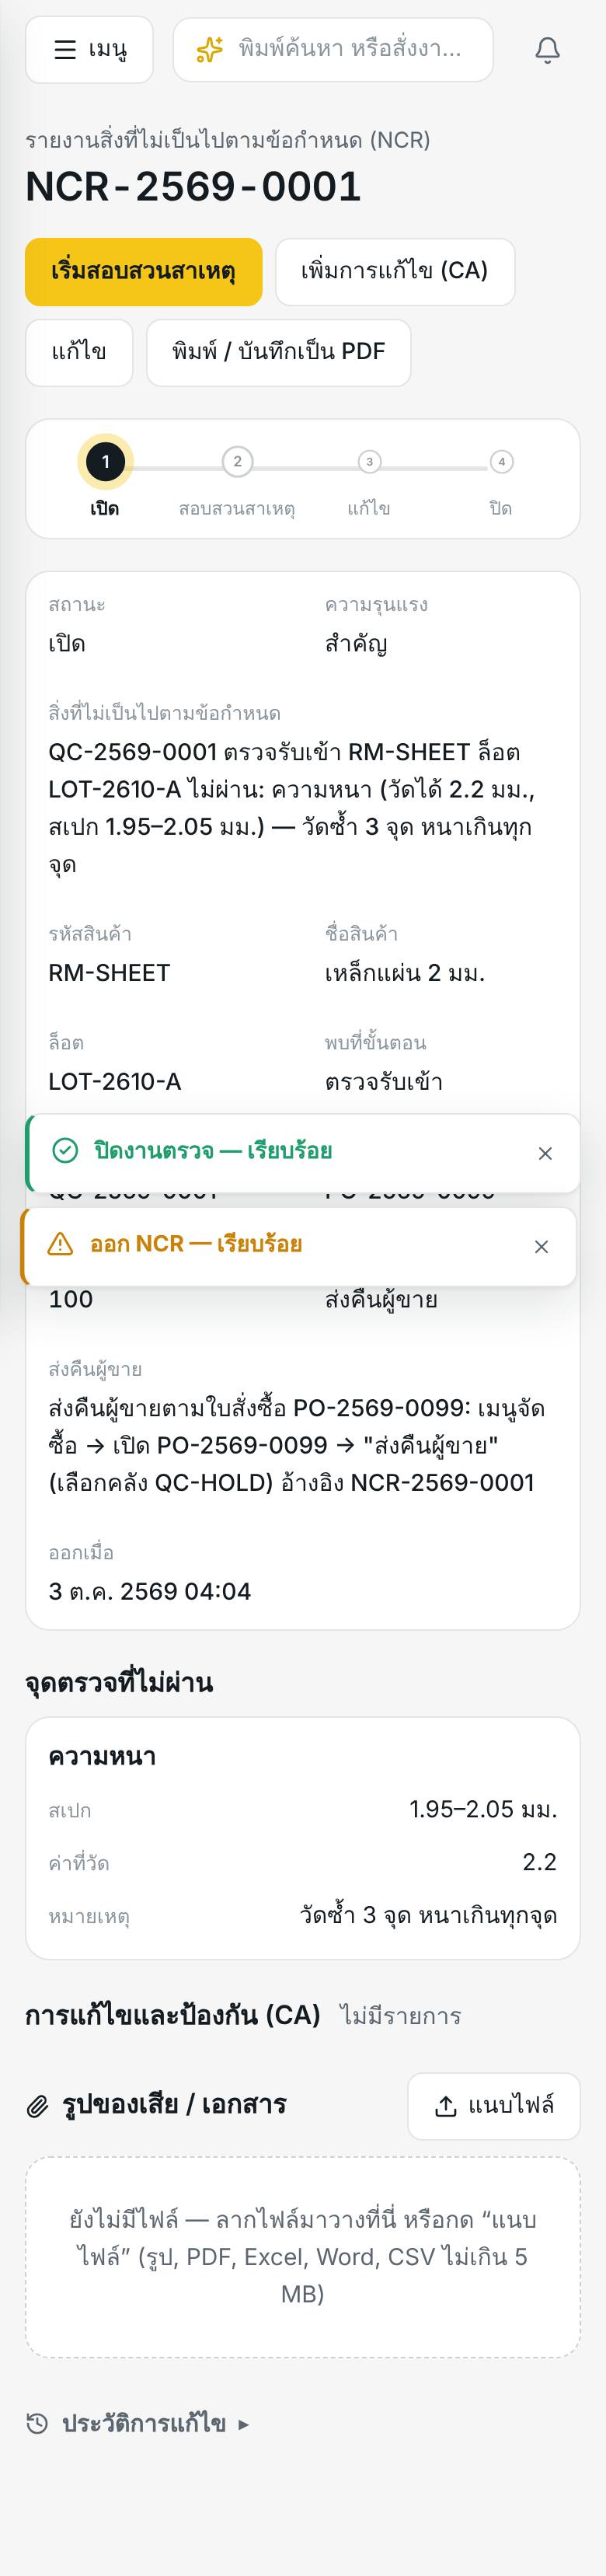 เมนู
พิมพ์ค้นหา หรือสั่งงา...
รายงานสิ่งที่ไม่เป็นไปตามข้อกำหนด (NCR)
NCR-2569-0001
เริ่มสอบสวนสาเหตุ
เพิ่มการแก้ไข (CA)
แก้ไข
พิมพ์ / บันทึกเป็น PDF
1
2
3
4
เปิด
สอบสวนสาเหตุ
แก้ไข
ปิด
สถานะ
ความรุนแรง
เปิด
สำคัญ
สิ่งที่ไม่เป็นไปตามข้อกำหนด
QC-2569-0001 ตรวจรับเข้า RM-SHEET ล็อต
LOT-2610-A ไม่ผ่าน: ความหนา (วัดได้ 2.2 มม.,
สเปก 1.95–2.05 มม.) — วัดซ้ำ 3 จุด หนาเกินทุก
จุด
รหัสสินค้า
ชื่อสินค้า
RM-SHEET
เหล็กแผ่น 2 มม.
ล็อต
พบที่ขั้นตอน
LOT-2610-A
ตรวจรับเข้า
ปิดงานตรวจ — เรียบร้อย
ออก NCR — เรียบร้อย
100
ส่งคืนผู้ขาย
ส่งคืนผู้ขาย
ส่งคืนผู้ขายตามใบสั่งซื้อ PO-2569-0099: เมนูจัด
ซื้อ → เปิด PO-2569-0099 → "ส่งคืนผู้ขาย"
(เลือกคลัง QC-HOLD) อ้างอิง NCR-2569-0001
ออกเมื่อ
3 ต.ค. 2569 04:04
จุดตรวจที่ไม่ผ่าน
ความหนา
สเปก
1.95–2.05 มม.
ค่าที่วัด
2.2
หมายเหตุ
วัดซ้ำ 3 จุด หนาเกินทุกจุด
การแก้ไขและป้องกัน (CA) ไม่มีรายการ
รูปของเสีย / เอกสาร
แนบไฟล์
ยังไม่มีไฟล์ — ลากไฟล์มาวางที่นี่ หรือกด “แนบ
ไฟล์” (รูป, PDF, Excel, Word, CSV ไม่เกิน 5
MB)
ประวัติการแก้ไข ▸